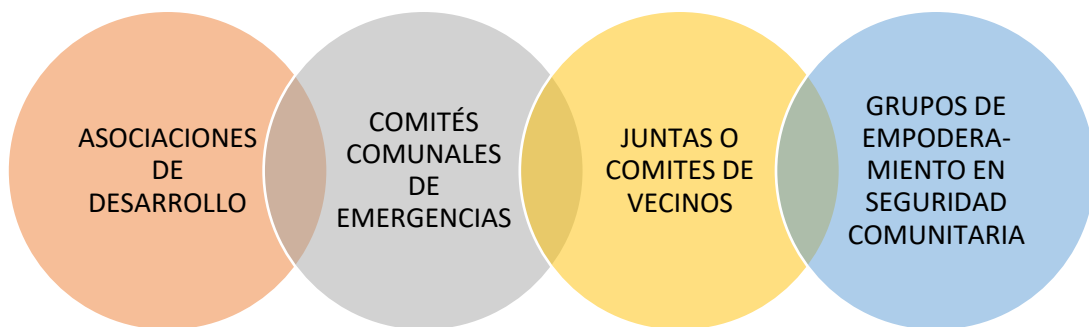 ASOCIACIONES
DE
DESARROLLO
COMITÉS
COMUNALES
DE
EMERGENCIAS
JUNTAS O
COMITES DE
VECINOS
GRUPOS DE
EMPODERA-
MIENTO EN
SEGURIDAD
COMUNITARIA